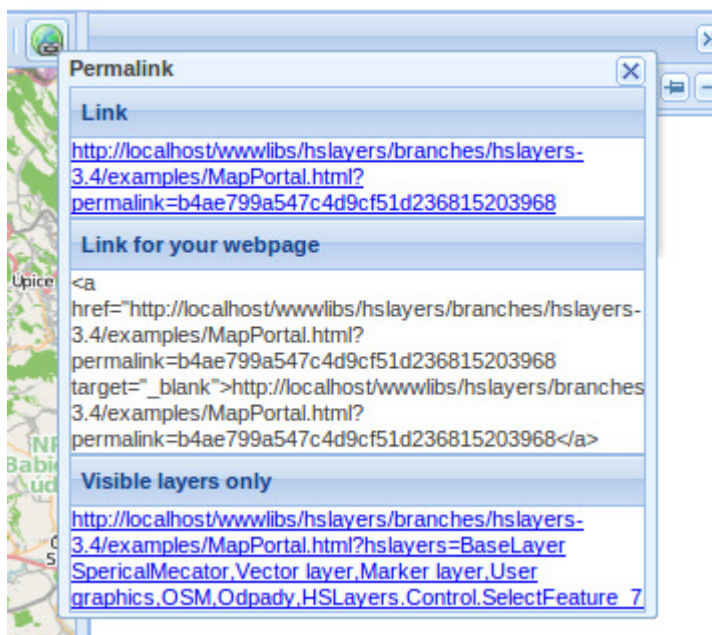 Permalink
Link
http://localhost/wwwlibs/hslayers/branches/hslayers-
3.4/examples/MapPortal.html?
permalink=b4ae799a547c4d9cf51d236815203968
Link for your webpage
<a
href="http://localhost/wwwlibs/hslayers/branches/hslayers-
3.4/examples/MapPortal.html?
permalink=b4ae799a547c4d9cf51d236815203968
target="_blank">http://localhost/wwwlibs/hslayers/branches
3.4/examples/MapPortal.html?
permalink=b4ae799a547c4d9cf51d236815203968</a>
Visible layers only
http://localhost/wwwlibs/hslayers/branches/hslayers-
3.4/examples/MapPortal.html?hslayers=BaseLayer
SpericalMecator,Vector layer,Marker layer,User
graphics,OSM,Odpady,HSLayers.Control.SelectFeature_7
Upice